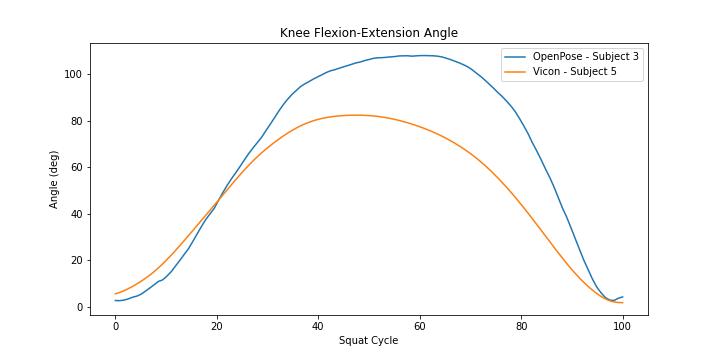 Knee Flexion-Extension Angle
OpenPose - Subject 3
Vicon - Subject 5
Angle (deg)
100
80
60
40
20
0
0 20 40 60 80 100
Squat Cycle